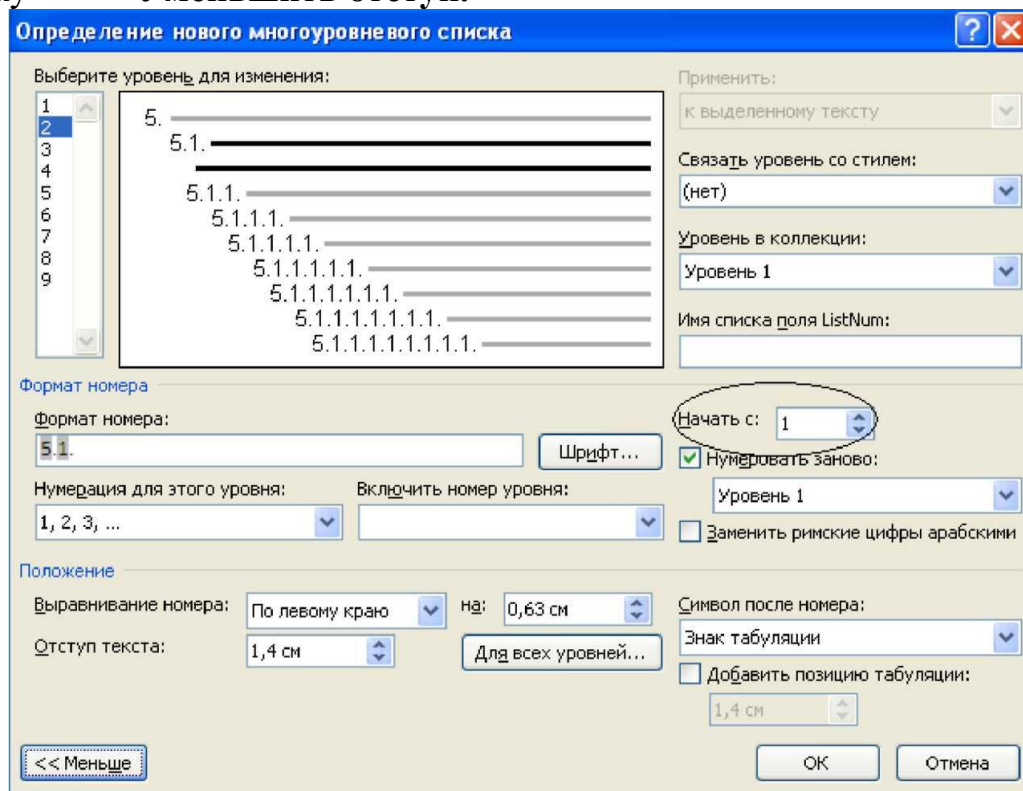 отступ.
Определение нового многоуровневого списка
Выберите уровень для изменения:
1
2
3
4
5
6
7
8
9
5.
5.1.
5.1.1.
5.1.1.1.
5.1.1.1.1.
5.1.1.1.1.1.
5.1.1.1.1.1.1.
5.1.1.1.1.1.1.1.
5.1.1.1.1.1.1.1.1.
Применить:
к выделенному тексту
Связать уровень со стилем:
(нет)
Уровень в коллекции:
Уровень 1
Имя списка поля ListNum:
Формат номера
Формат номера:
5.1.
Шрифт...
Начать с: 1
Нумеровать заново:
Уровень 1
Нумерация для этого уровня: Включить номер уровня:
1, 2, 3, ...
Заменить римские цифры арабскими
Положение
Выравнивание номера: По левому краю на: 0,63 см
Отступ текста: 1,4 см Для всех уровней...
Символ после номера:
Знак табуляции
Добавить позицию табуляции:
1,4 см
<< Меньше ОК Отмена